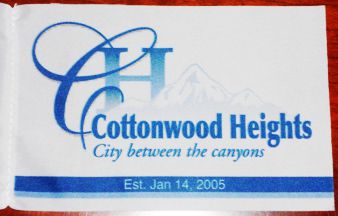 CH
Cottonwood Heights
City between the canyons
Est. Jan 14, 2005